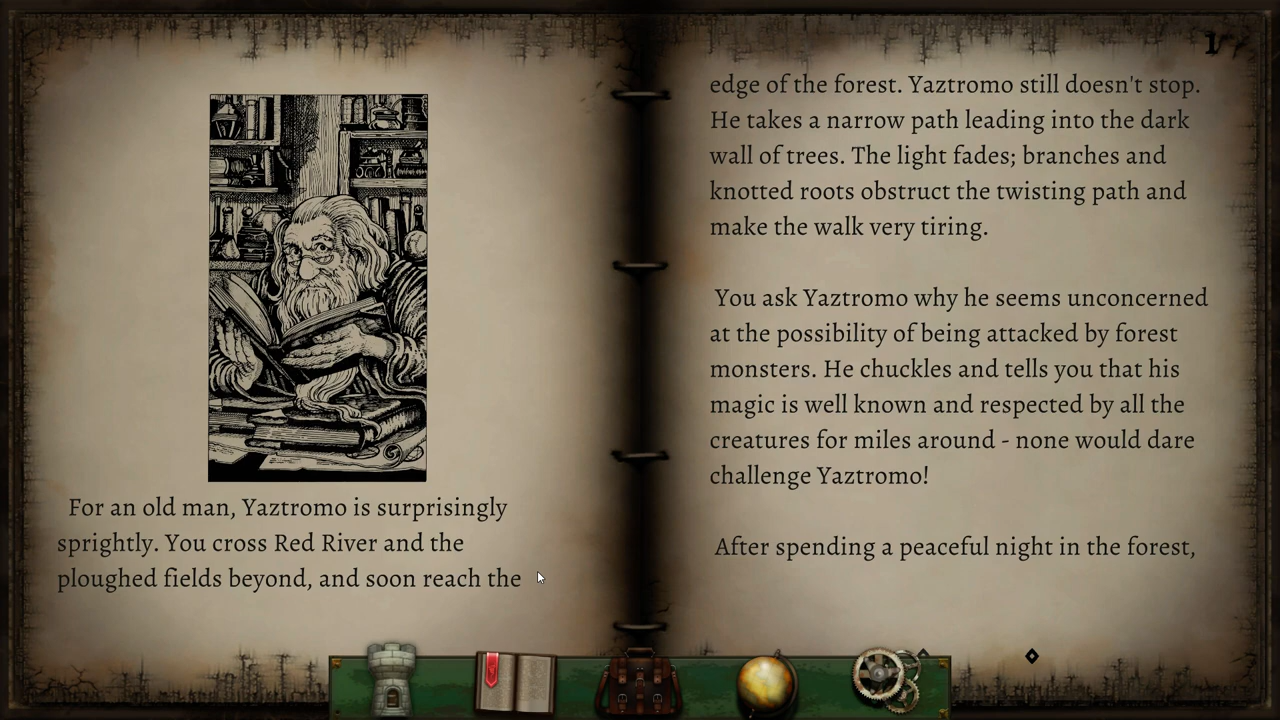 For an old man, Yaztromo is surprisingly
sprightly. You cross Red River and the
ploughed fields beyond, and soon reach the
1
edge of the forest. Yaztromo still doesn't stop.
He takes a narrow path leading into the dark
wall of trees. The light fades; branches and
knotted roots obstruct the twisting path and
make the walk very tiring.
You ask Yaztromo why he seems unconcerned
at the possibility of being attacked by forest
monsters. He chuckles and tells you that his
magic is well known and respected by all the
creatures for miles around - none would dare
challenge Yaztromo!
After spending a peaceful night in the forest,